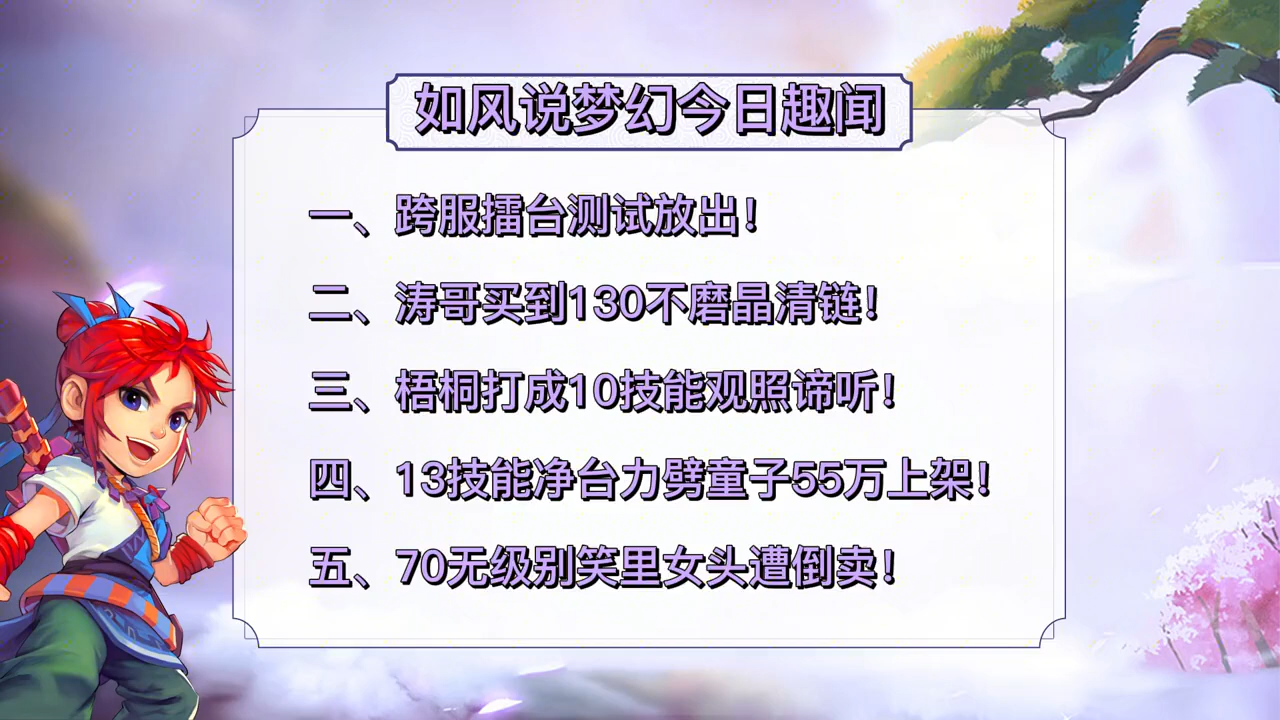 如风说梦幻今日趣闻
一、跨服擂台测试放出！
二、涛哥买到130不磨晶清链！
三、梧桐打成10技能观照谛听！
四、13技能净台力劈童子55万上架！
五、70无级别笑里女头遭倒卖！